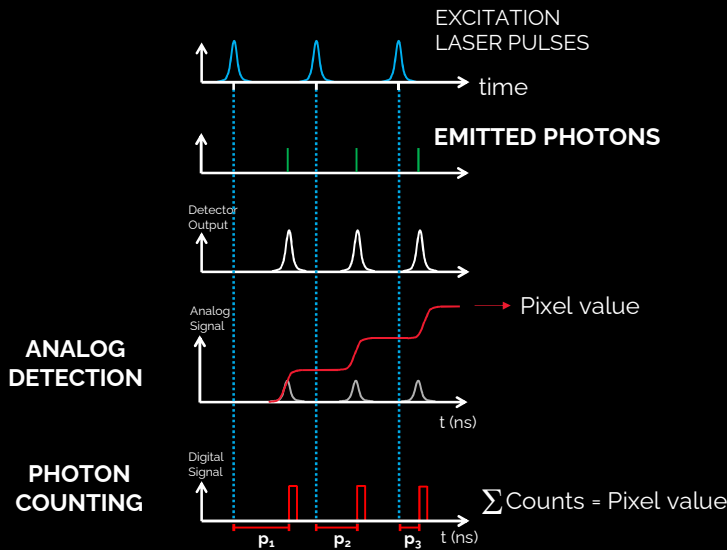 EXCITATION
LASER PULSES
time
EMITTED PHOTONS
Detector
Output
Analog
Signal
Pixel value
ANALOG
DETECTION
t (ns)
Digital
Signal
PHOTON
COUNTING
∑Counts = Pixel value
p₁ p₂ p₃ t (ns)